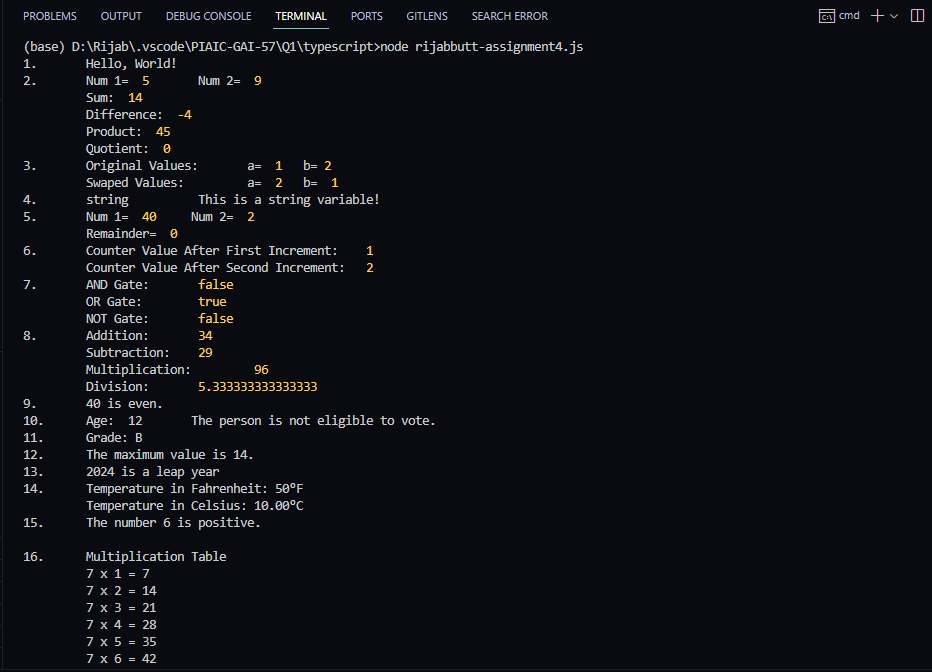 PROBLEMS OUTPUT DEBUG CONSOLE TERMINAL PORTS GITLENS SEARCH ERROR cmd
(base) D:\Rijab\.vscode\PIAIC-GAI-57\Q1\typescript>node rijabbutt-assignment4.js
1. Hello, World!
2. Num 1= 5 Num 2= 9
Sum: 14
Difference: -4
Product: 45
Quotient: 0
3. Original Values: a= 1 b= 2
Swaped Values: a= 2 b= 1
4. string This is a string variable!
5. Num 1= 40 Num 2= 2
Remainder= 0
6. Counter Value After First Increment: 1
Counter Value After Second Increment: 2
7. AND Gate: false
OR Gate: true
NOT Gate: false
8. Addition: 34
Subtraction: 29
Multiplication: 96
Division: 5.333333333333333
9. 40 is even.
10. Age: 12 The person is not eligible to vote.
11. Grade: B
12. The maximum value is 14.
13. 2024 is a leap year
14. Temperature in Fahrenheit: 50°F
Temperature in Celsius: 10.00°C
15. The number 6 is positive.
16. Multiplication Table
7 x 1 = 7
7 x 2 = 14
7 x 3 = 21
7 x 4 = 28
7 x 5 = 35
7 x 6 = 42